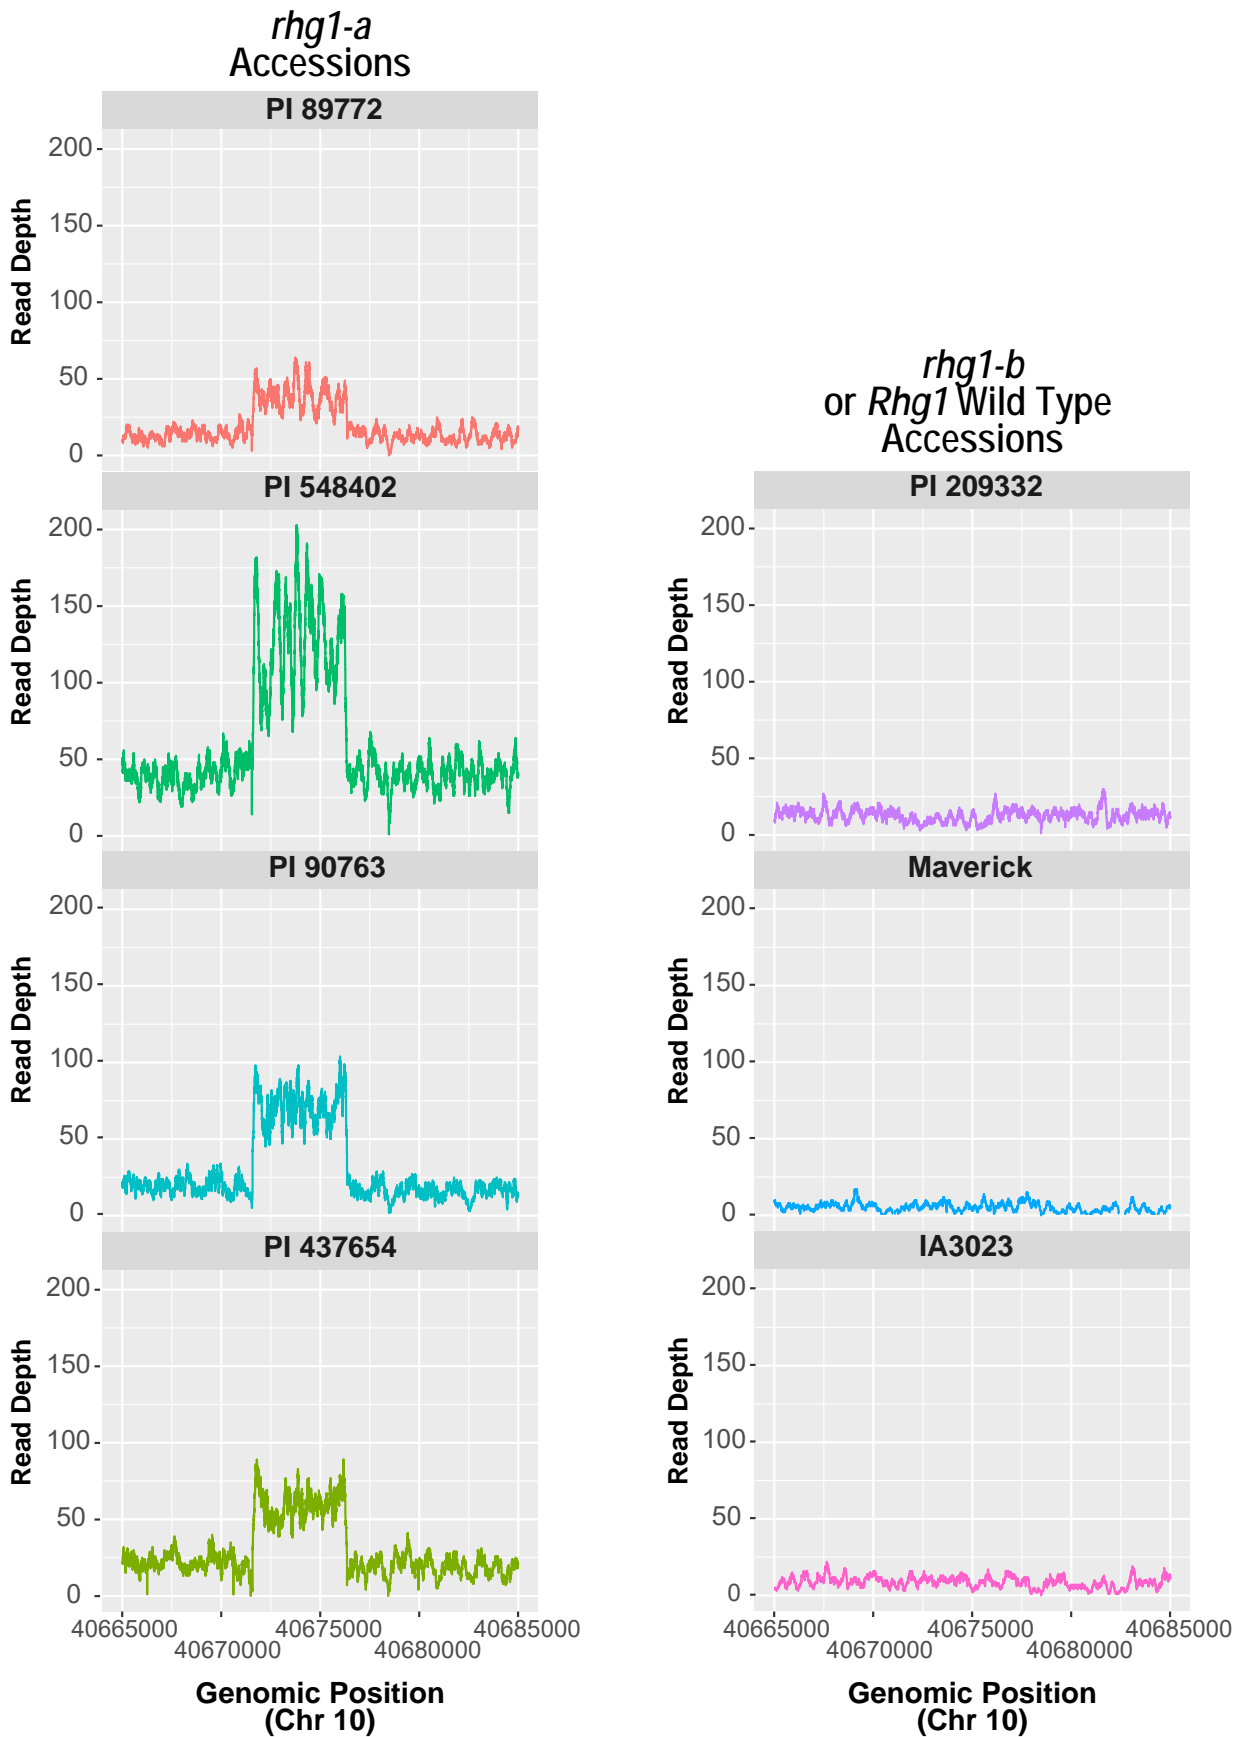 rhg1-a
Accessions
PI 89772
200
150
100
50
0
Read Depth
PI 548402
200
150
100
50
0
Read Depth
PI 90763
200
150
100
50
0
Read Depth
PI 437654
200
150
100
50
0
Read Depth
40665000 40675000 40685000
40670000 40680000
Genomic Position
(Chr 10)
rhg1-b
or Rhg1 Wild Type
Accessions
PI 209332
200
150
100
50
0
Read Depth
Maverick
200
150
100
50
0
Read Depth
IA3023
200
150
100
50
0
Read Depth
40665000 40675000 40685000
40670000 40680000
Genomic Position
(Chr 10)